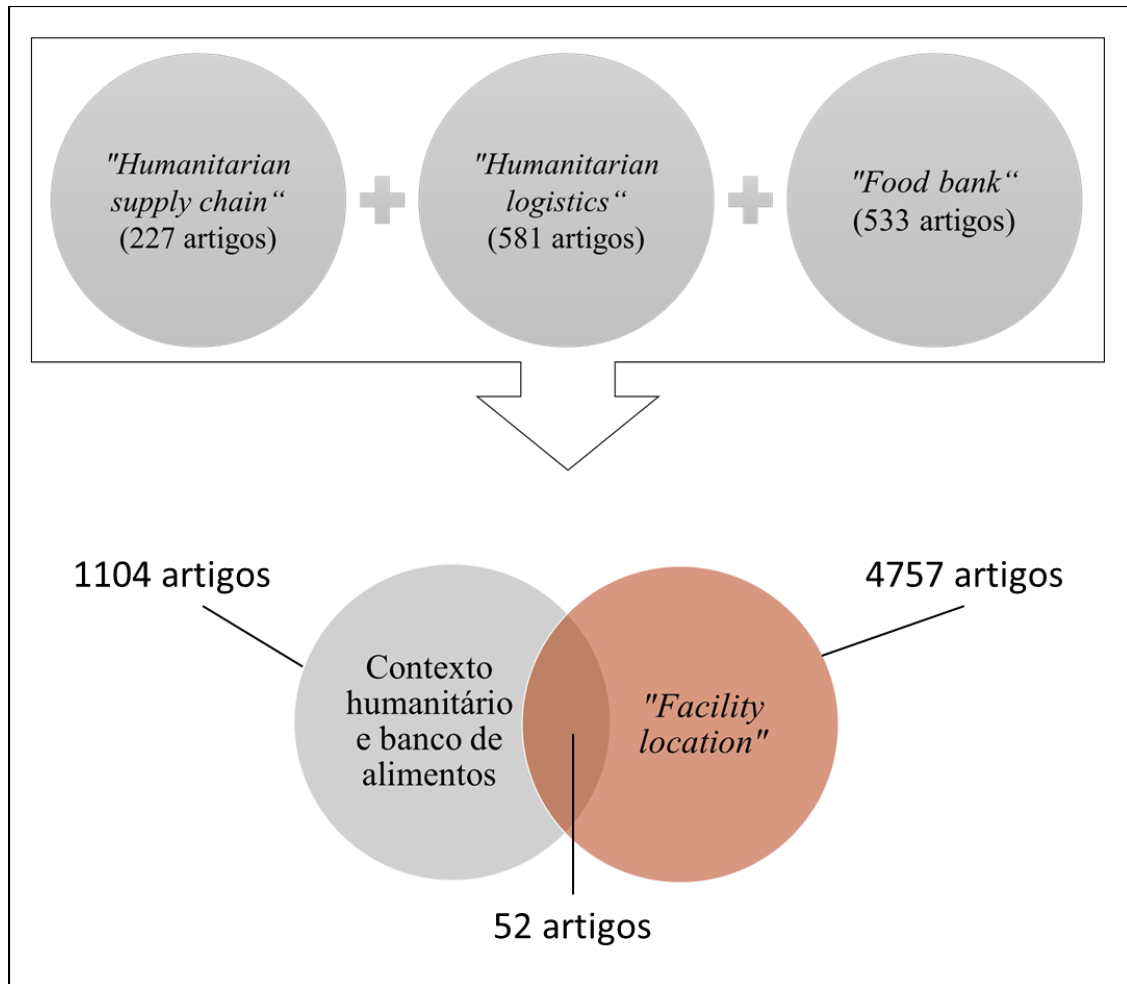 "Humanitarian
supply chain“
(227 artigos)
"Humanitarian
logistics“
(581 artigos)
"Food bank“
(533 artigos)
1104 artigos
4757 artigos
Contexto
humanitário
e banco de
alimentos
"Facility
location"
52 artigos